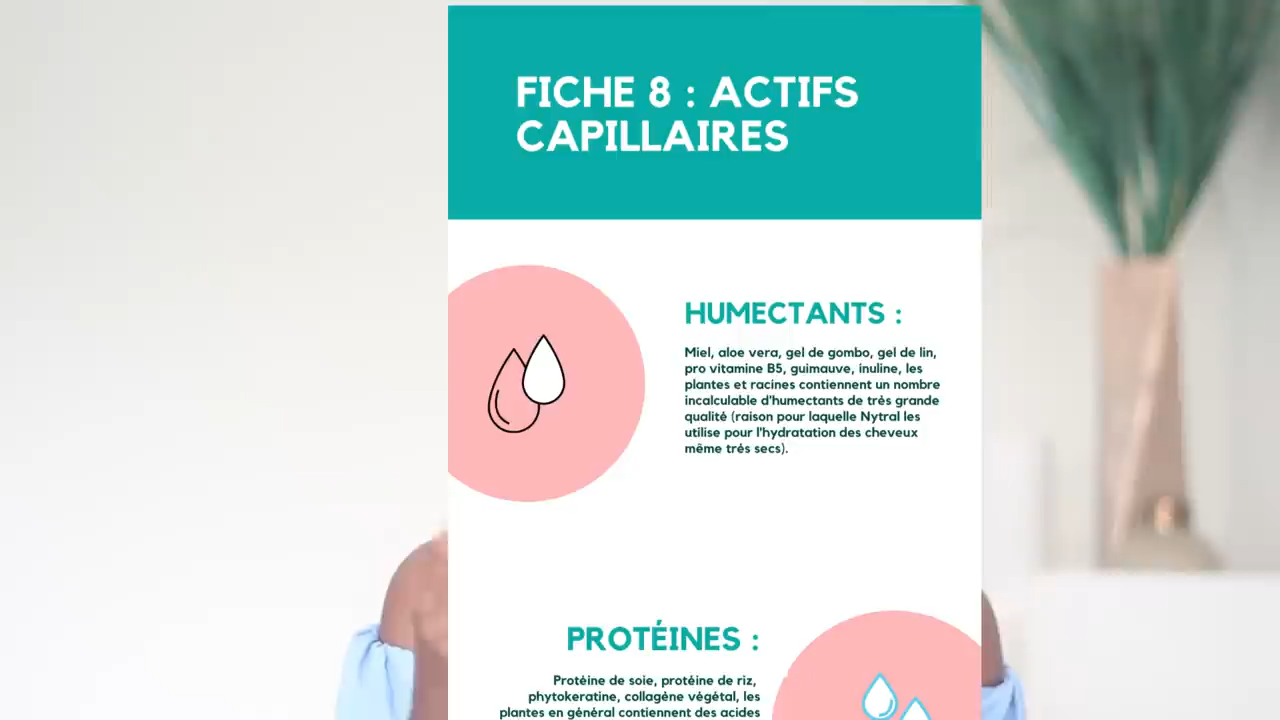 FICHE 8 : ACTIFS
CAPILLAIRES
HUMECTANTS :
Miel, aloe vera, gel de gombo, gel de lin,
pro vitamine B5, guimauve, inuline, les
plantes et racines contiennent un nombre
incalculable d'humectants de très grande
qualité (raison pour laquelle Nytral les
utilise pour l'hydratation des cheveux
même trés secs).
PROTÉINES :
Protéine de soie, protéine de riz,
phytokeratine, collagène végétal, les
plantes en général contiennent des acides